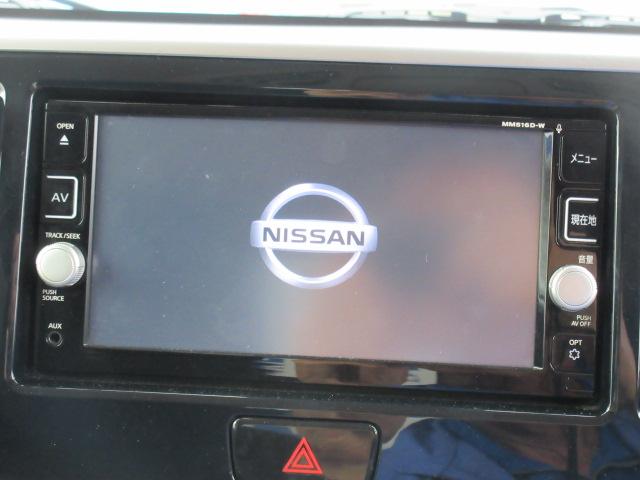 MM516D-W
OPEN
AV
TRACK/SEEK
PUSH
SOURCE
AUX
NISSAN
メニュー
現在地
音量
PUSH
AV OFF
OPT